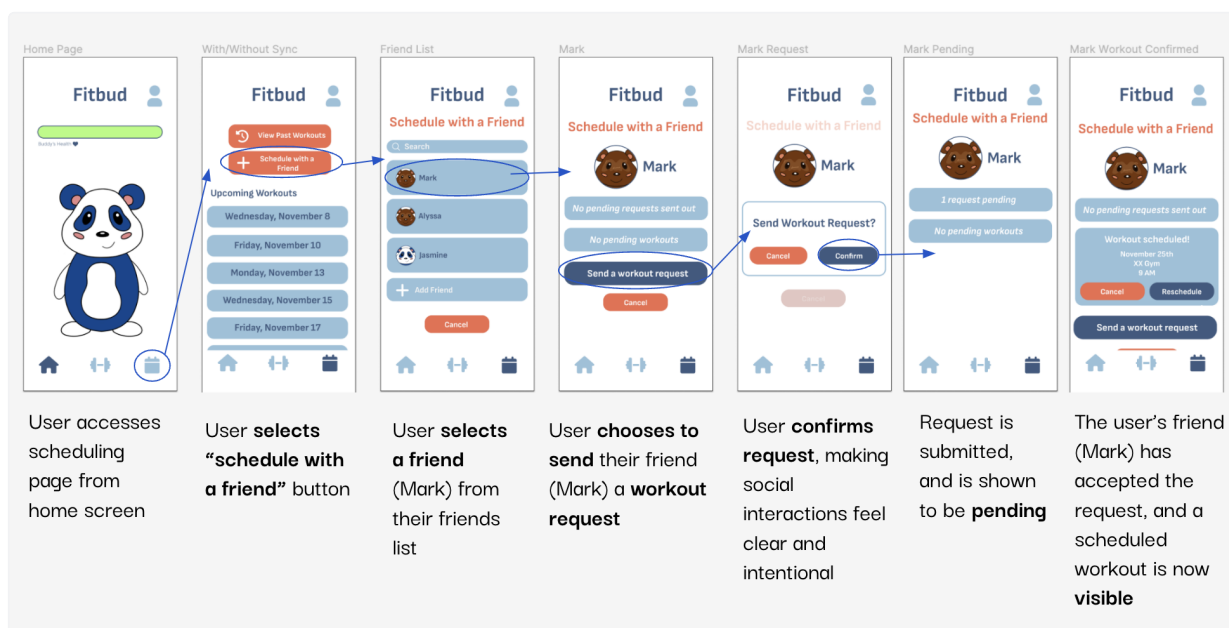 Home Page
Fitbud
Buddy's Health
User accesses
scheduling
page from
home screen
With/Without Sync
Fitbud
View Past Workouts
Schedule with a
Friend
Upcoming Workouts
Wednesday, November 8
Friday, November 10
Monday, November 13
Wednesday, November 15
Friday, November 17
User selects
“schedule with
a friend” button
Friend List
Fitbud
Schedule with a Friend
Search
Mark
Alyssa
Jasmine
Add Friend
Cancel
User selects
a friend
(Mark) from
their friends
list
Mark
Fitbud
Schedule with a Friend
Mark
No pending requests sent out
No pending workouts
Send a workout request
Cancel
User chooses to
send their friend
(Mark) a workout
request
Mark Request
Fitbud
Schedule with a Friend
Mark
Send Workout Request?
Cancel
Confirm
Cancel
User confirms
request, making
social
interactions feel
clear and
intentional
Mark Pending
Fitbud
Schedule with a Friend
Mark
1 request pending
No pending workouts
Request is
submitted,
and is shown
to be pending
Mark Workout Confirmed
Fitbud
Schedule with a Friend
Mark
No pending requests sent out
Workout scheduled!
November 25th
XX Gym
9 AM
Cancel
Reschedule
Send a workout request
The user’s friend
(Mark) has
accepted the
request, and a
scheduled
workout is now
visible